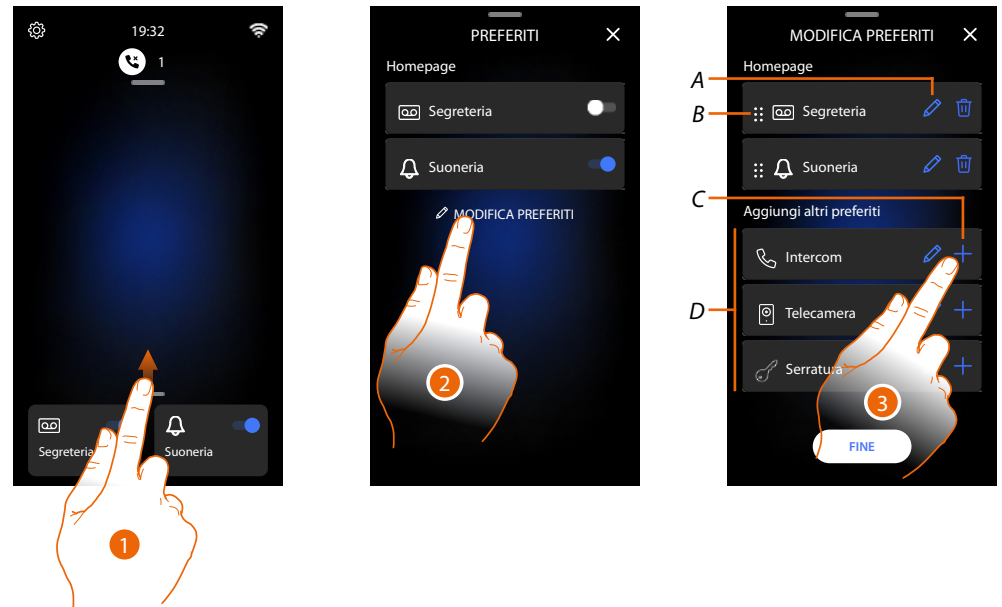 19:32
1
Segreteria
Suoneria
1
PREFERITI
Homepage
Segreteria
Suoneria
MODIFICA PREFERITI
2
MODIFICA PREFERITI
Homepage
A
B
Segreteria
Suoneria
C
Aggiungi altri preferiti
Intercom
D
Telecamera
Serratura
3
FINE